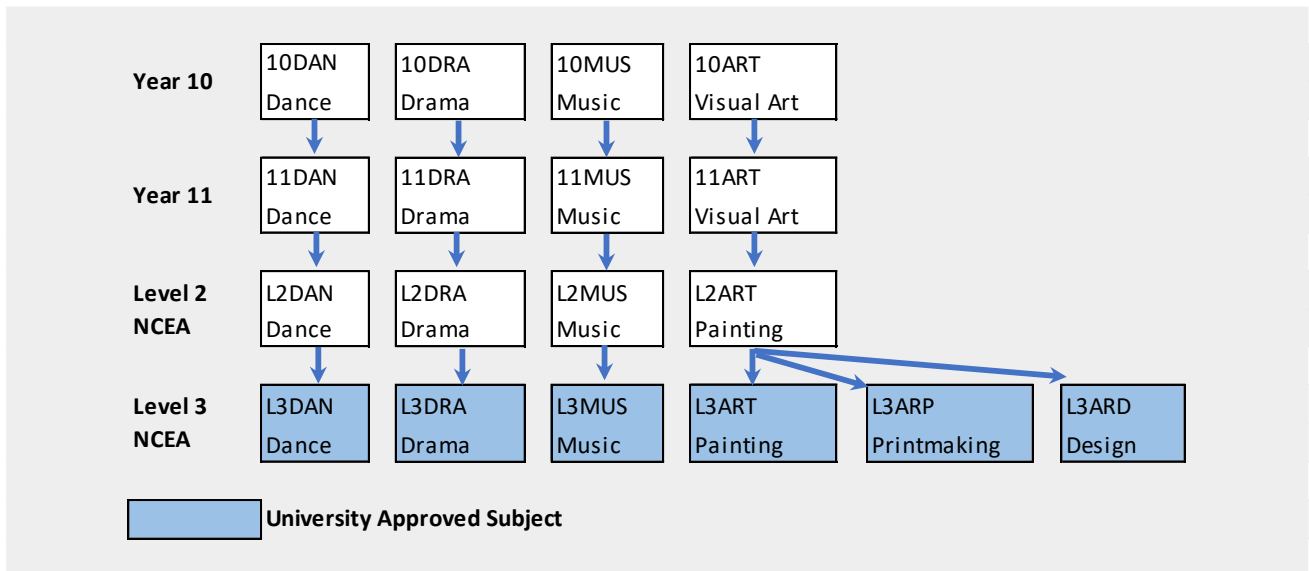 Year 10
10DAN
Dance
10DRA
Drama
10MUS
Music
10ART
Visual Art
Year 11
11DAN
Dance
11DRA
Drama
11MUS
Music
11ART
Visual Art
Level 2
NCEA
L2DAN
Dance
L2DRA
Drama
L2MUS
Music
L2ART
Painting
Level 3
NCEA
L3DAN
Dance
L3DRA
Drama
L3MUS
Music
L3ART
Painting
L3ARP
Printmaking
L3ARD
Design
University Approved Subject